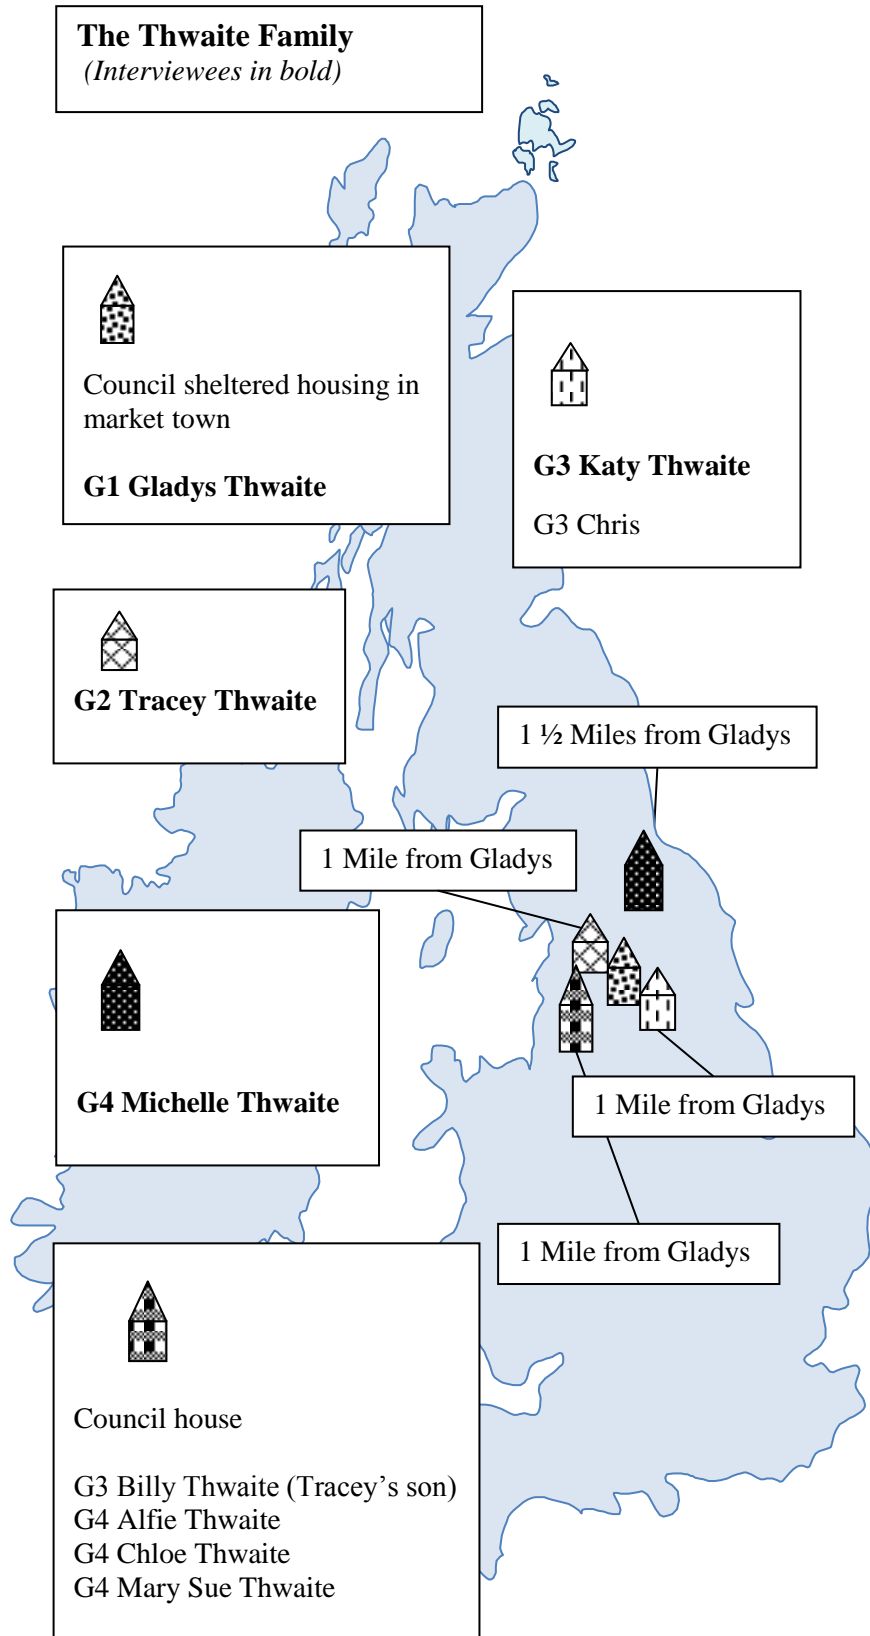 The Thwaite Family
(Interviewees in bold)
Council sheltered housing in
market town
G1 Gladys Thwaite
G3 Katy Thwaite
G3 Chris
G2 Tracey Thwaite
1 ½ Miles from Gladys
1 Mile from Gladys
G4 Michelle Thwaite
1 Mile from Gladys
1 Mile from Gladys
Council house
G3 Billy Thwaite (Tracey’s son)
G4 Alfie Thwaite
G4 Chloe Thwaite
G4 Mary Sue Thwaite